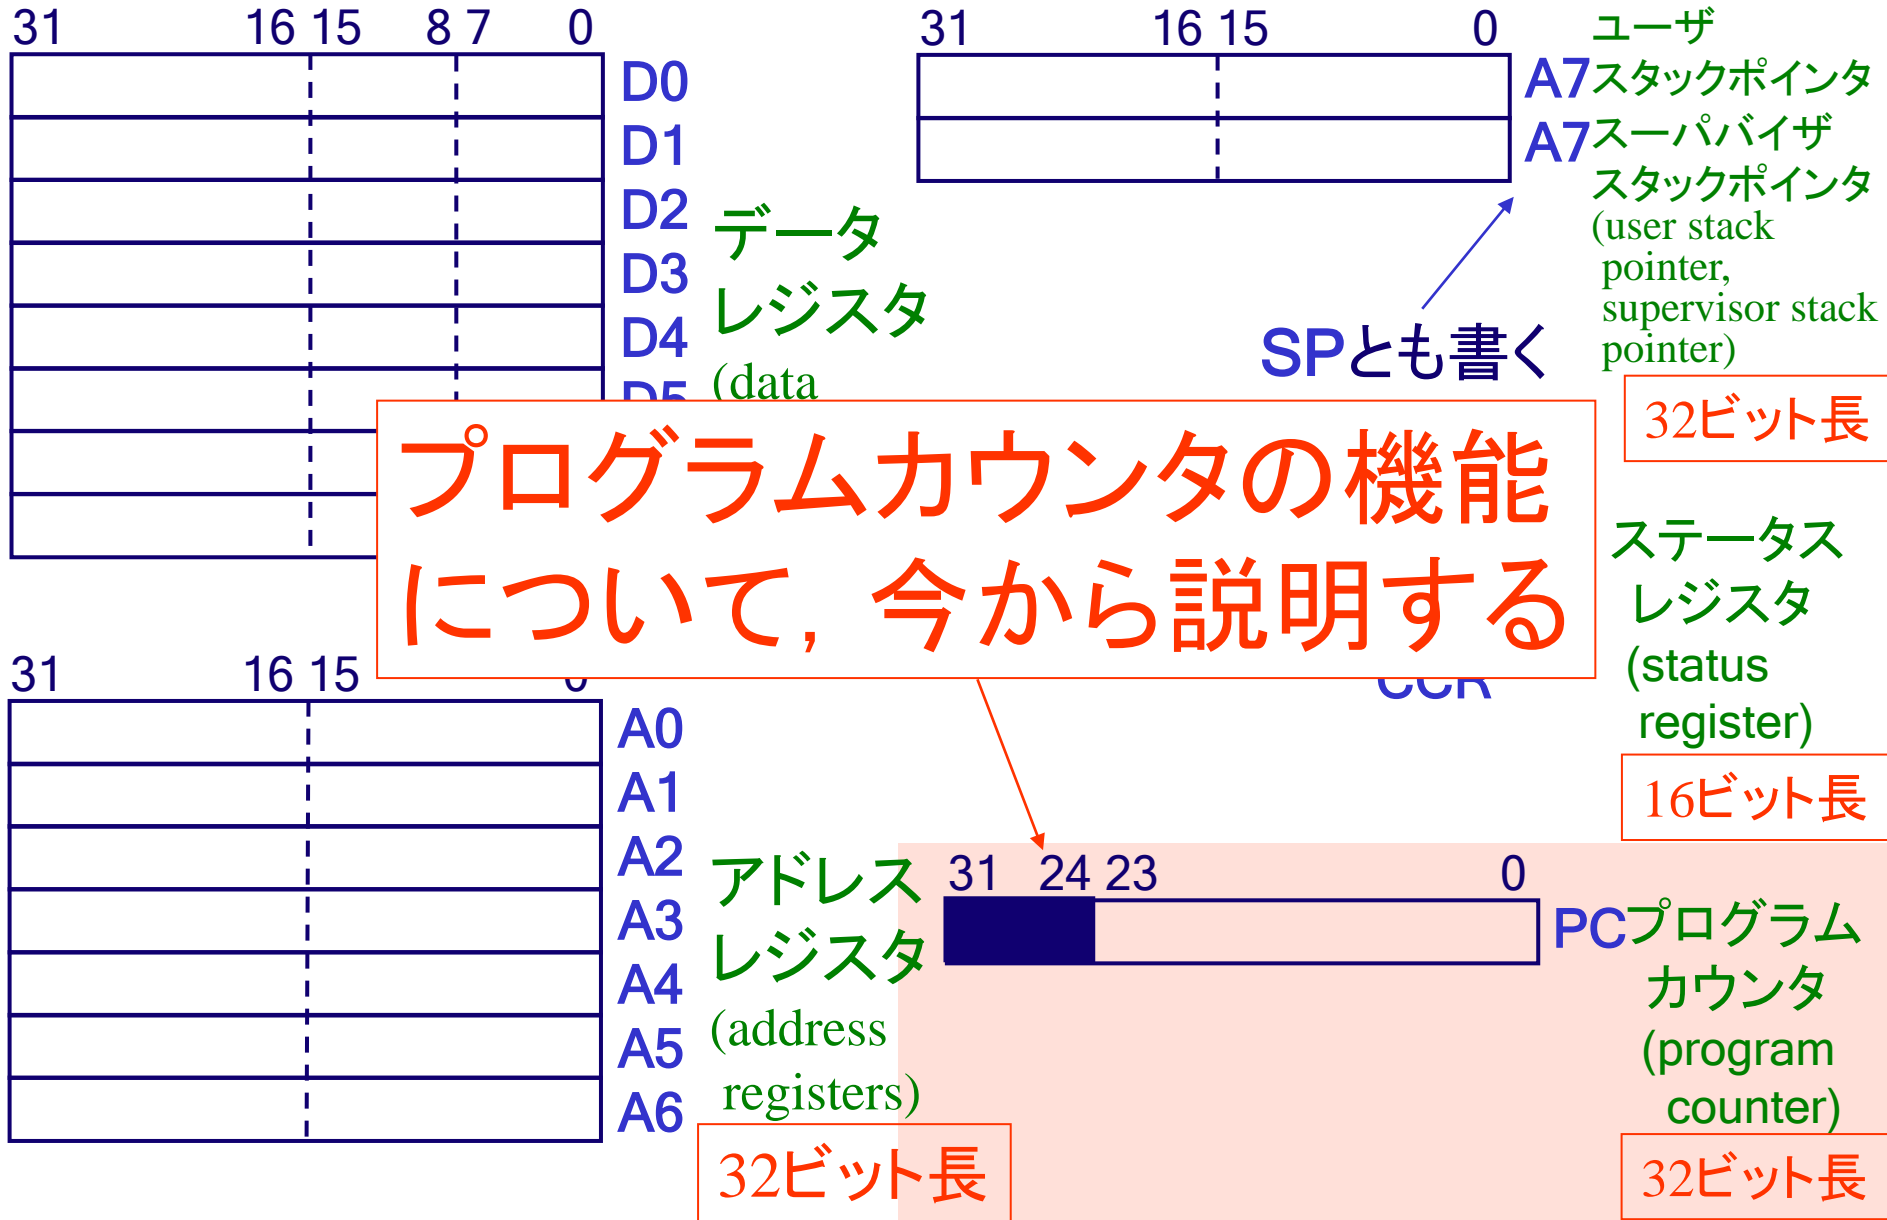 31 16 15 8 7 0
D0
D1
D2
D3
D4
D5
データ
レジスタ
(data
31 16 15 0
A7
A7
ユーザ
スタックポインタ
スーパバイザ
スタックポインタ
(user stack
pointer,
supervisor stack
pointer)
SPとも書く
32ビット長
プログラムカウンタの機能
について, 今から説明する
ステータス
レジスタ
(status
register)
CCR
16ビット長
31 16 15 0
A0
A1
A2
A3
A4
A5
A6
アドレス
レジスタ
(address
registers)
32ビット長
31 24 23 0
PC
プログラム
カウンタ
(program
counter)
32ビット長